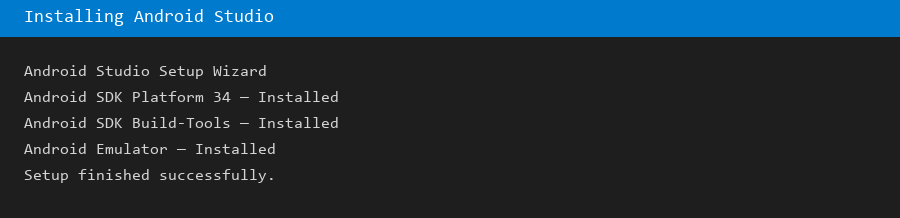 Installing Android Studio
Android Studio Setup Wizard
Android SDK Platform 34 — Installed
Android SDK Build-Tools — Installed
Android Emulator — Installed
Setup finished successfully.